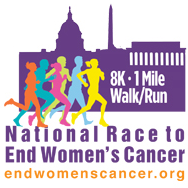 8K · 1 Mile
Walk/Run
National Race to
End Women's Cancer
endwomenscancer.org